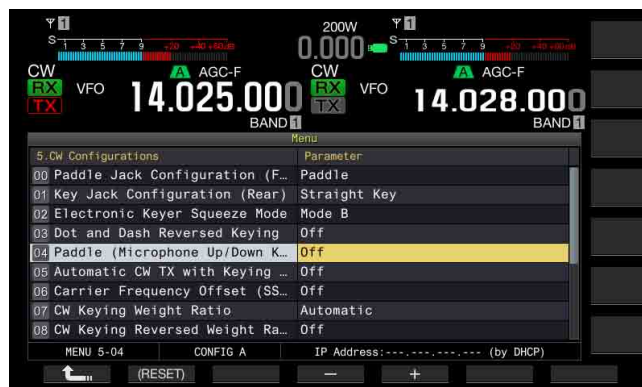 1
200W
1
S 1 3 5 7 9 +20 +40 +60dB
0.000
S 1 3 5 7 9 +20 +40 +60dB
CW
A AGC-F
CW
A AGC-F
RX
TX
VFO
14.025.000
RX
TX
VFO
14.028.000
BAND 1
BAND 1
Menu
5.CW Configurations Parameter
00 Paddle Jack Configuration (F… Paddle
01 Key Jack Configuration (Rear) Straight Key
02 Electronic Keyer Squeeze Mode Mode B
03 Dot and Dash Reversed Keying Off
04 Paddle (Microphone Up/Down K… Off
05 Automatic CW TX with Keying … Off
06 Carrier Frequency Offset (SS… Off
07 CW Keying Weight Ratio Automatic
08 CW Keying Reversed Weight Ra… Off
MENU 5-04 CONFIG A IP Address:---.---.---.--- (by DHCP)
(RESET) − +